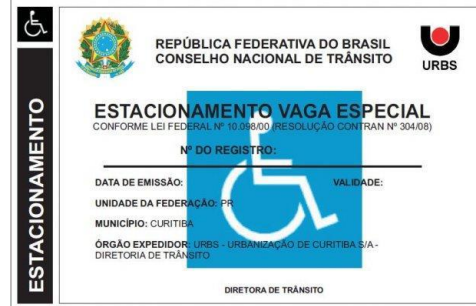 ESTACIONAMENTO
REPÚBLICA FEDERATIVA DO BRASIL
CONSELHO NACIONAL DE TRÂNSITO
URBS
ESTACIONAMENTO VAGA ESPECIAL
CONFORME LEI FEDERAL Nº 10.098/00 (RESOLUÇÃO CONTRAN Nº 304/08)
Nº DO REGISTRO:
DATA DE EMISSÃO: VALIDADE:
UNIDADE DA FEDERAÇÃO: PR
MUNICÍPIO: CURITIBA
ÓRGÃO EXPEDIDOR: URBS - URBANIZAÇÃO DE CURITIBA S/A -
DIRETORIA DE TRÂNSITO
DIRETORA DE TRÂNSITO